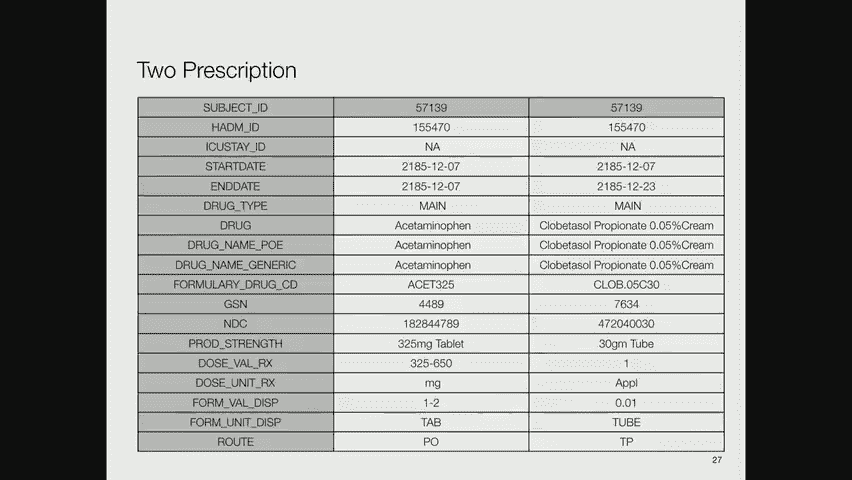 Two Prescription
SUBJECT_ID 57139 57139
HADM_ID 155470 155470
ICUSTAY_ID NA NA
STARTDATE 2185-12-07 2185-12-07
ENDDATE 2185-12-07 2185-12-23
DRUG_TYPE MAIN MAIN
DRUG Acetaminophen Clobetasol Propionate 0.05%Cream
DRUG_NAME_POE Acetaminophen Clobetasol Propionate 0.05%Cream
DRUG_NAME_GENERIC Acetaminophen Clobetasol Propionate 0.05%Cream
FORMULARY_DRUG_CD ACET325 CLOB.05C30
GSN 4489 7634
NDC 182844789 472040030
PROD_STRENGTH 325mg Tablet 30gm Tube
DOSE_VAL_RX 325-650 1
DOSE_UNIT_RX mg Appl
FORM_VAL_DISP 1-2 0.01
FORM_UNIT_DISP TAB TUBE
ROUTE PO TP
27